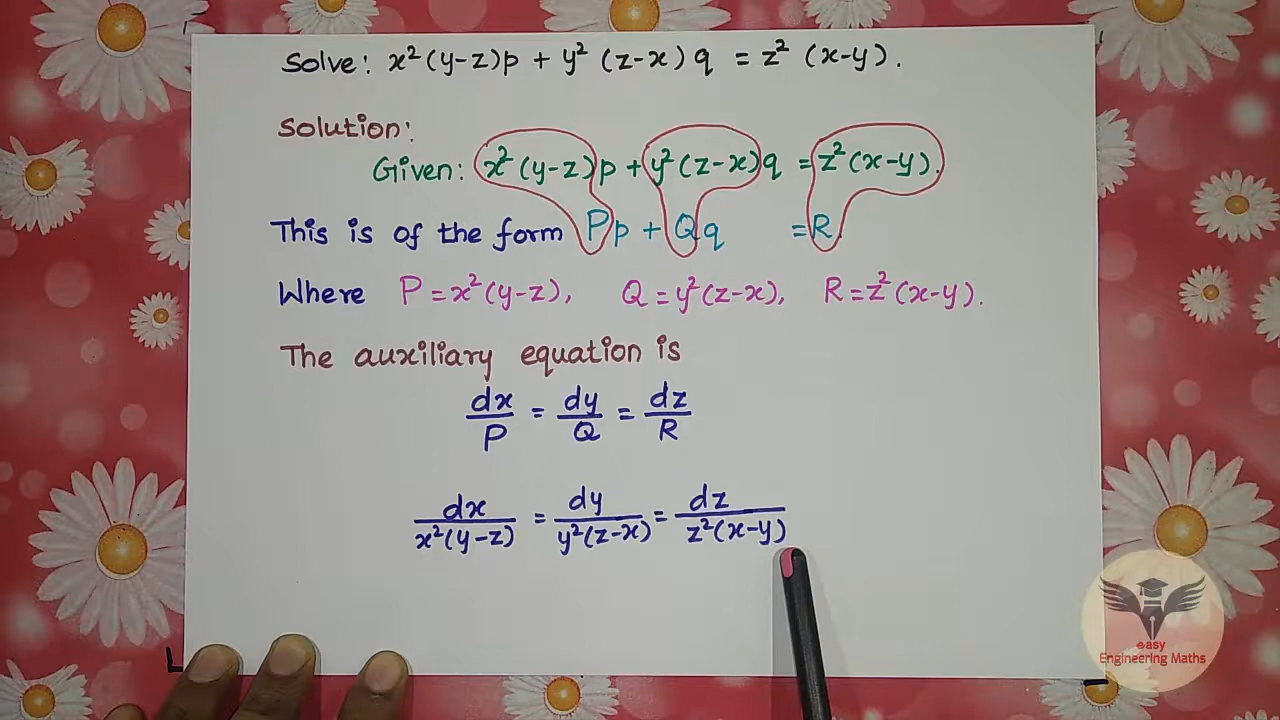 Solve: x²(y-z)p + y² (z-x) q = z² (x-y).
Solution:
Given: x²(y-z)p + y²(z-x)q = z²(x-y).
This is of the form Pp + Qq = R.
Where P = x²(y-z), Q = y²(z-x), R = z²(x-y).
The auxiliary equation is
dx/P = dy/Q = dz/R
dx/x²(y-z) = dy/y²(z-x) = dz/z²(x-y)
easy
Engineering Maths